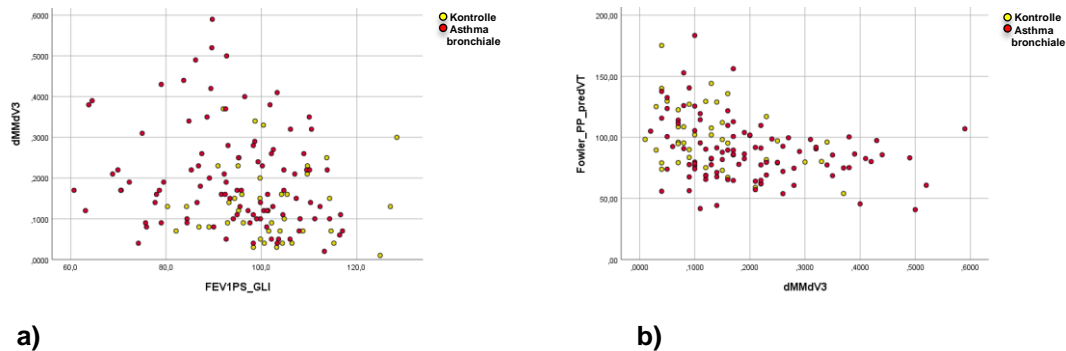 Kontrolle
Asthma
bronchiale
,6000
,5000
,4000
,3000
,2000
,1000
,0000
dMMdV3
60,0 80,0 100,0 120,0
FEV1PS_GLI
a)
Kontrolle
Asthma
bronchiale
200,00
150,00
100,00
50,00
,00
Fowler_PP_predVT
,0000 ,1000 ,2000 ,3000 ,4000 ,5000 ,6000
dMMdV3
b)